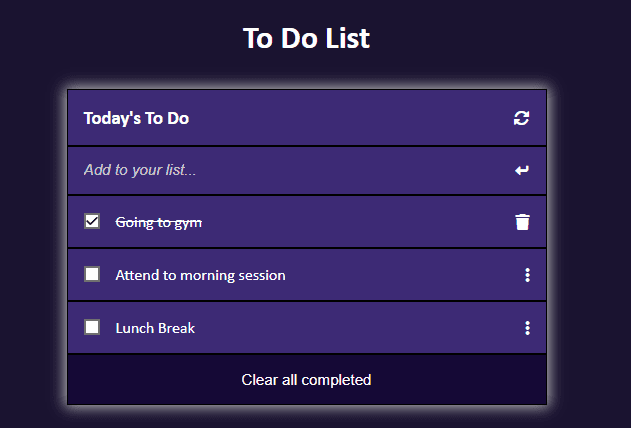 To Do List
Today's To Do
Add to your list...
Going to gym
Attend to morning session
Lunch Break
Clear all completed